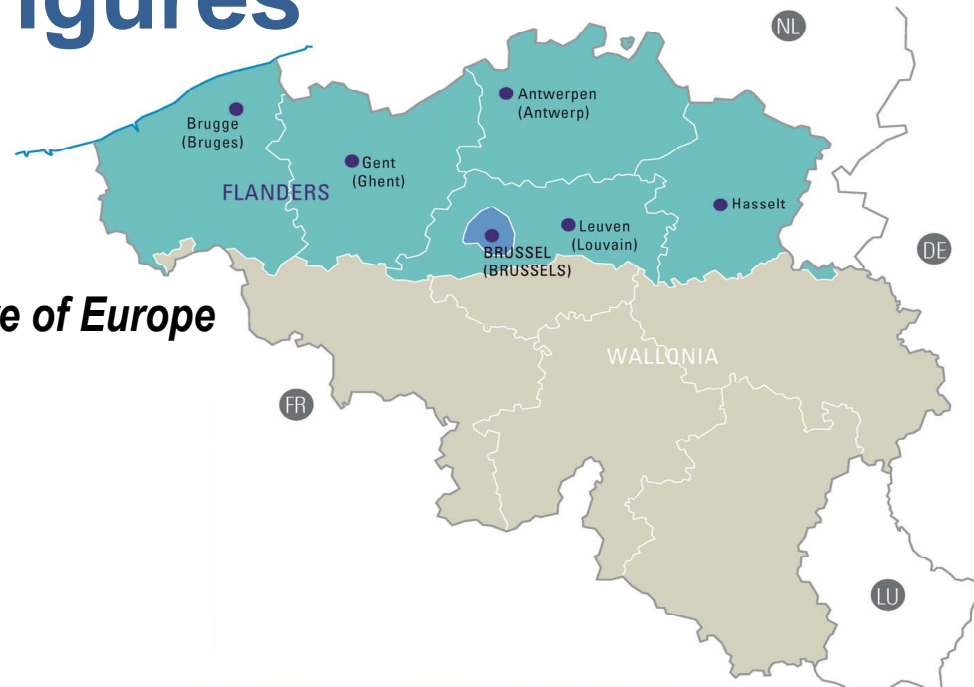 igures
NL
Antwerpen
(Antwerp)
Brugge
(Bruges)
Gent
(Ghent)
FLANDERS
Hasselt
Leuven
(Louvain)
BRUSSEL
(BRUSSELS)
DE
e of Europe
WALLONIA
FR
LU